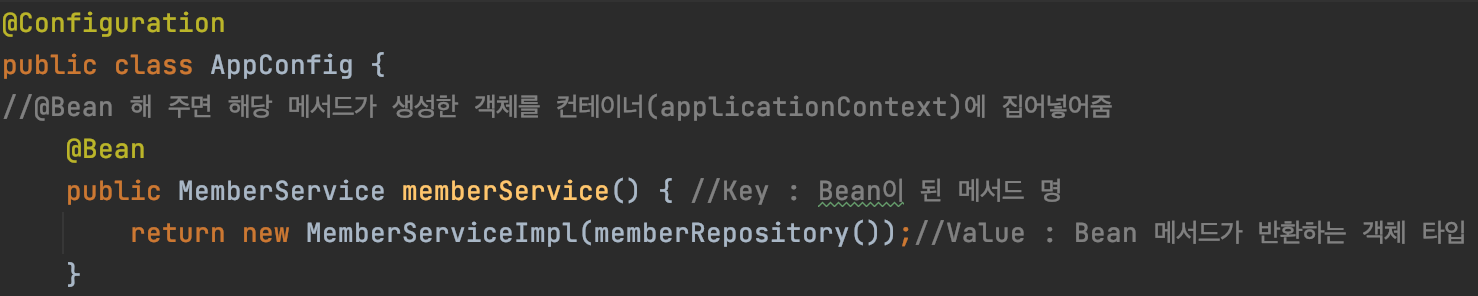 @Configuration
public class AppConfig {
//@Bean 해 주면 해당 메서드가 생성한 객체를 컨테이너(applicationContext)에 집어넣어줌
@Bean
public MemberService memberService() { //Key : Bean이 된 메서드 명
return new MemberServiceImpl(memberRepository());//Value : Bean 메서드가 반환하는 객체 타입
}